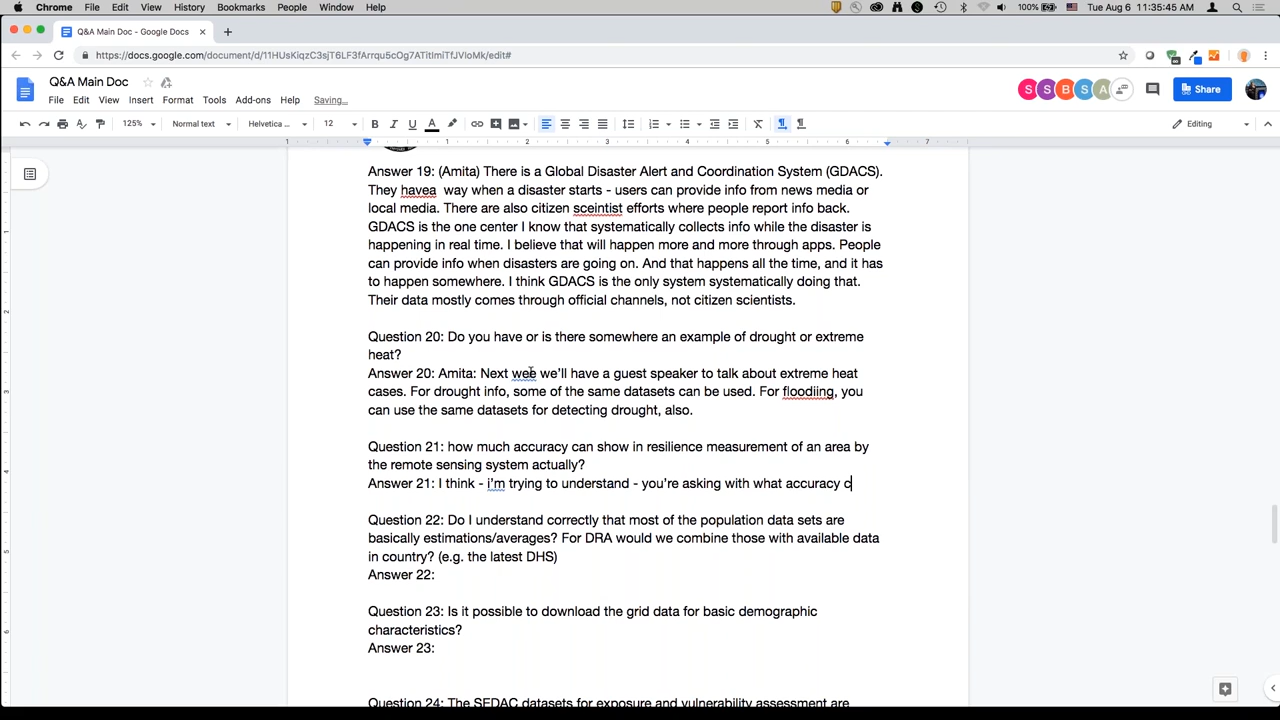 Chrome File Edit View History Bookmarks People Window Help 100% Tue Aug 6 11:35:45 AM
Q&A Main Doc - Google Docs
Q&A Main Doc
File Edit View Insert Format Tools Add-ons Help Saving...
S S B S A Share
125% Normal text Helvetica ... 12 B I U A Editing
1 1 2 3 4 5 6 7
Answer 19: (Amita) There is a Global Disaster Alert and Coordination System (GDACS).
They havea way when a disaster starts - users can provide info from news media or
local media. There are also citizen sceintist efforts where people report info back.
GDACS is the one center I know that systematically collects info while the disaster is
happening in real time. I believe that will happen more and more through apps. People
can provide info when disasters are going on. And that happens all the time, and it has
to happen somewhere. I think GDACS is the only system systematically doing that.
Their data mostly comes through official channels, not citizen scientists.
Question 20: Do you have or is there somewhere an example of drought or extreme
heat?
Answer 20: Amita: Next wee we'll have a guest speaker to talk about extreme heat
cases. For drought info, some of the same datasets can be used. For floodiing, you
can use the same datasets for detecting drought, also.
Question 21: how much accuracy can show in resilience measurement of an area by
the remote sensing system actually?
Answer 21: I think - i'm trying to understand - you're asking with what accuracy c
Question 22: Do I understand correctly that most of the population data sets are
basically estimations/averages? For DRA would we combine those with available data
in country? (e.g. the latest DHS)
Answer 22:
Question 23: Is it possible to download the grid data for basic demographic
characteristics?
Answer 23:
Question 24: The SEDAC datasets for exposure and vulnerability assessment are